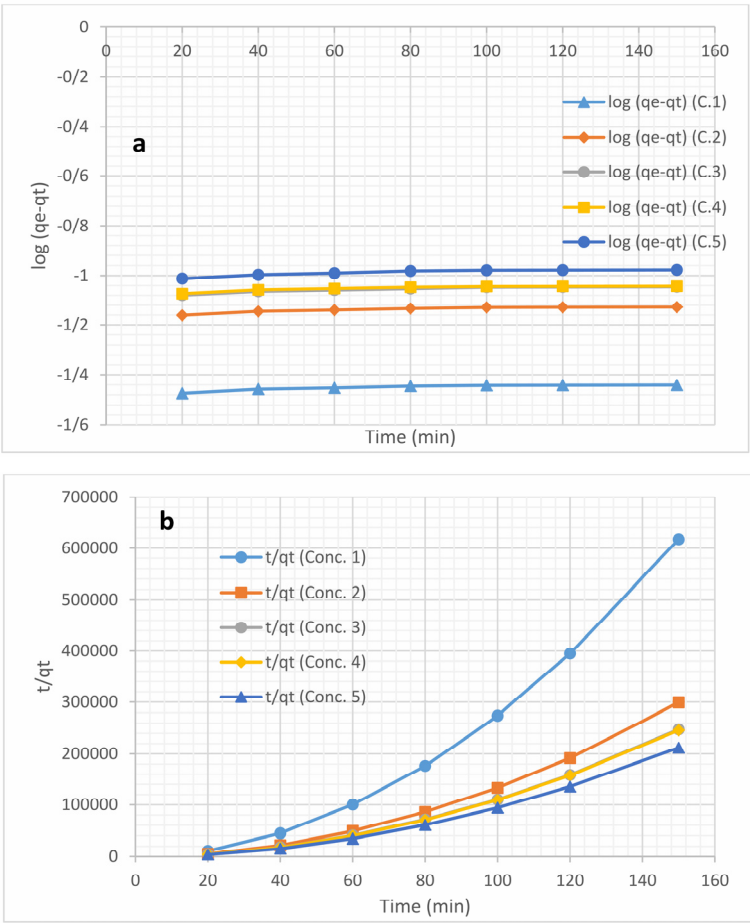 0
0 20 40 60 80 100 120 140 160
-0/2
-0/4
-0/6
-0/8
-1
-1/2
-1/4
-1/6
log (qe-qt)
a
log (qe-qt) (C.1)
log (qe-qt) (C.2)
log (qe-qt) (C.3)
log (qe-qt) (C.4)
log (qe-qt) (C.5)
Time (min)
700000
600000
500000
400000
300000
200000
100000
0
t/qt
b
t/qt (Conc. 1)
t/qt (Conc. 2)
t/qt (Conc. 3)
t/qt (Conc. 4)
t/qt (Conc. 5)
0 20 40 60 80 100 120 140 160
Time (min)